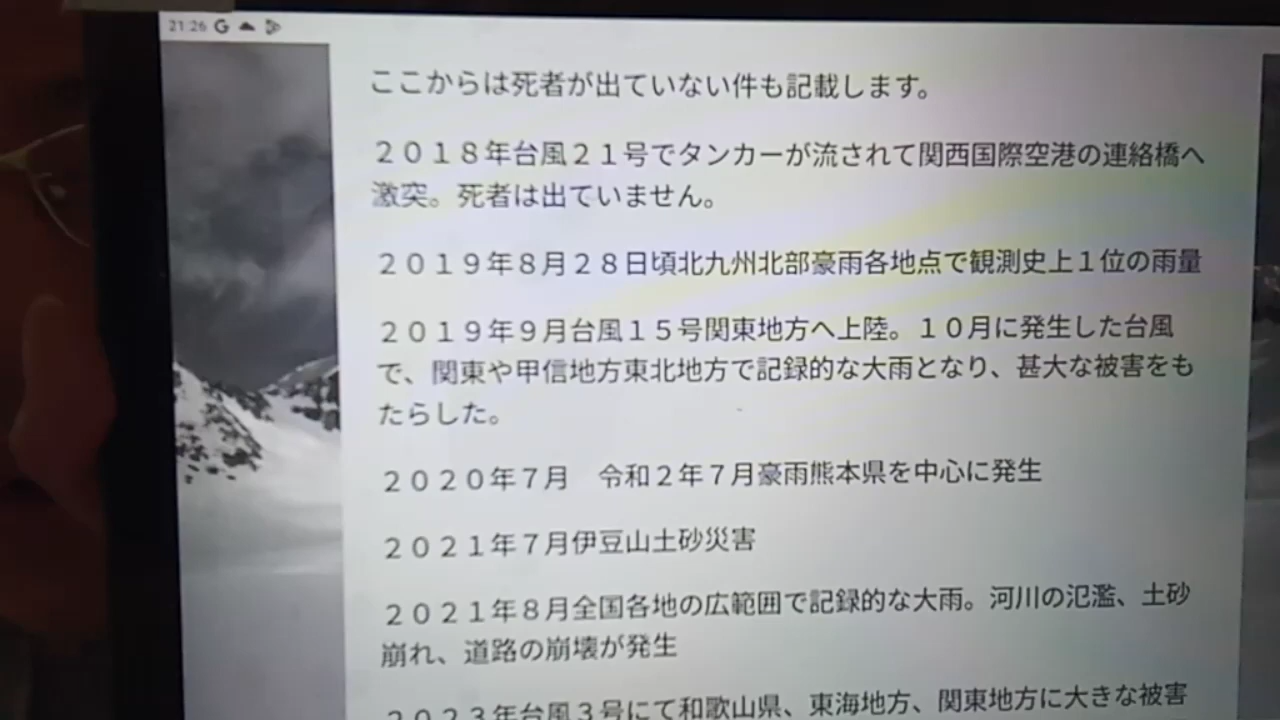 21:26
ここからは死者が出ていない件も記載します。
２０１８年台風２１号でタンカーが流されて関西国際空港の連絡橋へ
激突。死者は出ていません。
２０１９年８月２８日頃北九州北部豪雨各地点で観測史上１位の雨量
２０１９年９月台風１５号関東地方へ上陸。１０月に発生した台風
で、関東や甲信地方東北地方で記録的な大雨となり、甚大な被害をも
たらした。
２０２０年７月　令和２年７月豪雨熊本県を中心に発生
２０２１年７月伊豆山土砂災害
２０２１年８月全国各地の広範囲で記録的な大雨。河川の氾濫、土砂
崩れ、道路の崩壊が発生
２０２３年台風３号にて和歌山県、東海地方、関東地方に大きな被害